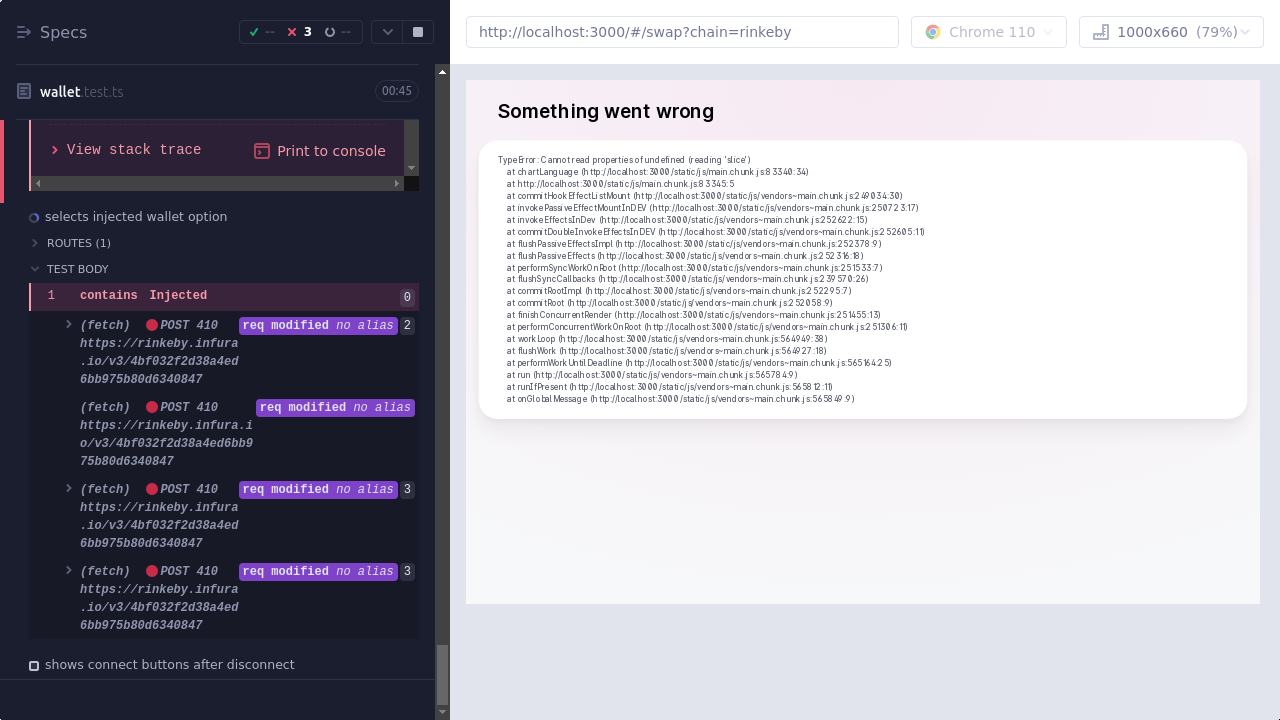 Specs
-- 3 --
wallet.test.ts
00:45
View stack trace
Print to console
selects injected wallet option
ROUTES (1)
TEST BODY
1 contains Injected 0
(fetch) POST 410 req modified no alias 2
https://rinkeby.infura
.io/v3/4bf032f2d38a4ed
6bb975b80d6340847
(fetch) POST 410 req modified no alias
https://rinkeby.infura.i
o/v3/4bf032f2d38a4ed6bb9
75b80d6340847
(fetch) POST 410 req modified no alias 3
https://rinkeby.infura
.io/v3/4bf032f2d38a4ed
6bb975b80d6340847
(fetch) POST 410 req modified no alias 3
https://rinkeby.infura
.io/v3/4bf032f2d38a4ed
6bb975b80d6340847
shows connect buttons after disconnect
http://localhost:3000/#/swap?chain=rinkeby
Chrome 110
1000x660 (79%)
Something went wrong
TypeError: Cannot read properties of undefined (reading 'slice')
at chartLanguage (http://localhost:3000/static/js/main.chunk.js:83340:34)
at http://localhost:3000/static/js/main.chunk.js:83345:5
at commitHookEffectListMount (http://localhost:3000/static/js/vendors~main.chunk.js:249034:30)
at invokePassiveEffectMountInDEV (http://localhost:3000/static/js/vendors~main.chunk.js:250723:17)
at invokeEffectsInDev (http://localhost:3000/static/js/vendors~main.chunk.js:252622:15)
at commitDoubleInvokeEffectsInDEV (http://localhost:3000/static/js/vendors~main.chunk.js:252605:11)
at flushPassiveEffectsImpl (http://localhost:3000/static/js/vendors~main.chunk.js:252378:9)
at flushPassiveEffects (http://localhost:3000/static/js/vendors~main.chunk.js:252316:18)
at performSyncWorkOnRoot (http://localhost:3000/static/js/vendors~main.chunk.js:251533:7)
at flushSyncCallbacks (http://localhost:3000/static/js/vendors~main.chunk.js:239570:26)
at commitRootImpl (http://localhost:3000/static/js/vendors~main.chunk.js:252295:7)
at commitRoot (http://localhost:3000/static/js/vendors~main.chunk.js:252058:9)
at finishConcurrentRender (http://localhost:3000/static/js/vendors~main.chunk.js:251455:13)
at performConcurrentWorkOnRoot (http://localhost:3000/static/js/vendors~main.chunk.js:251306:11)
at workLoop (http://localhost:3000/static/js/vendors~main.chunk.js:564949:38)
at flushWork (http://localhost:3000/static/js/vendors~main.chunk.js:564927:18)
at performWorkUntilDeadline (http://localhost:3000/static/js/vendors~main.chunk.js:565164:25)
at run (http://localhost:3000/static/js/vendors~main.chunk.js:565784:9)
at runIfPresent (http://localhost:3000/static/js/vendors~main.chunk.js:565812:11)
at onGlobalMessage (http://localhost:3000/static/js/vendors~main.chunk.js:565849:9)